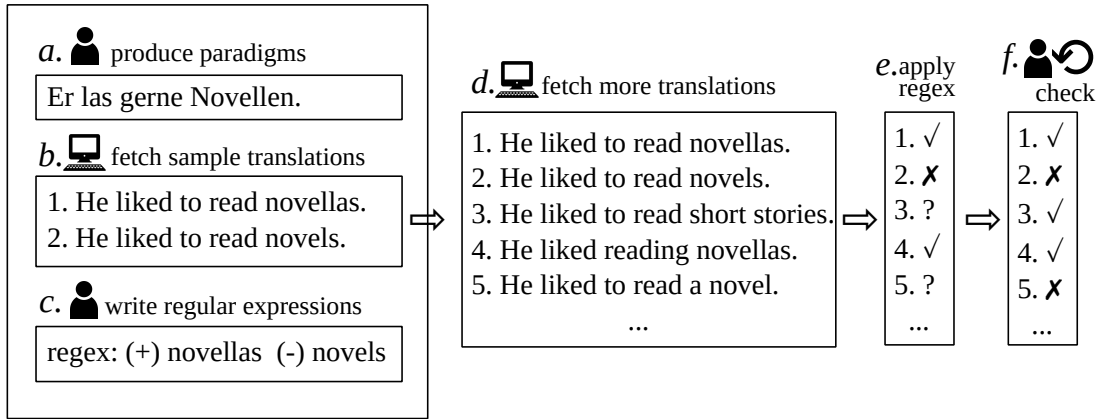 a. produce paradigms
Er las gerne Novellen.
b. fetch sample translations
1. He liked to read novellas.
2. He liked to read novels.
c. write regular expressions
regex: (+) novellas (-) novels
d. fetch more translations
1. He liked to read novellas.
2. He liked to read novels.
3. He liked to read short stories.
4. He liked reading novellas.
5. He liked to read a novel.
...
e. apply
regex
1. √
2. ✗
3. ?
4. √
5. ?
...
f.
check
1. √
2. ✗
3. √
4. √
5. ✗
...